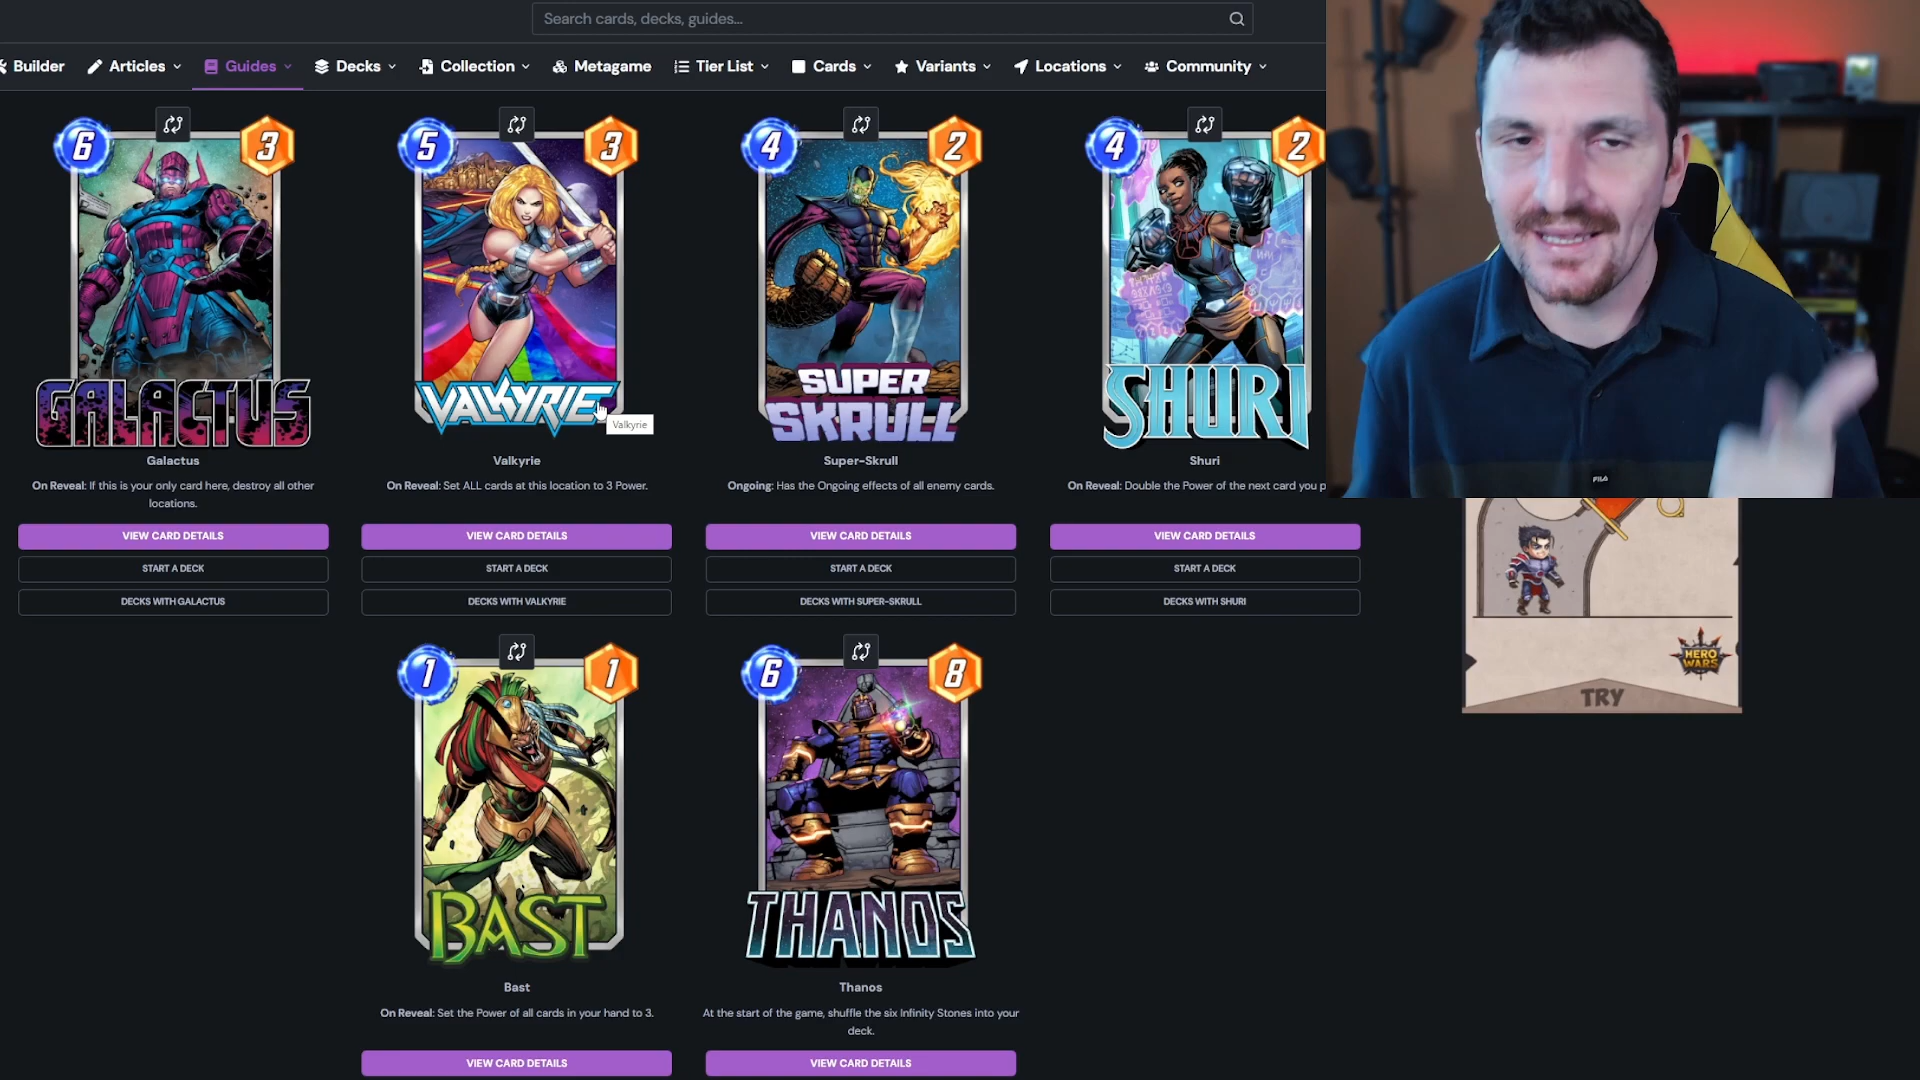 Search cards, decks, guides...
Builder Articles Guides Decks Collection Metagame Tier List Cards Variants Locations Community
6 3 5 3 4 2 4 2
GALACTUS VALKYRIE SUPER SKRULL SHURI
Valkyrie
Galactus Valkyrie Super-Skrull Shuri
On Reveal: If this is your only card here, destroy all other
locations.
On Reveal: Set ALL cards at this location to 3 Power.
Ongoing: Has the Ongoing effects of all enemy cards.
On Reveal: Double the Power of the next card you p
FILA
VIEW CARD DETAILS VIEW CARD DETAILS VIEW CARD DETAILS VIEW CARD DETAILS
START A DECK START A DECK START A DECK START A DECK
DECKS WITH GALACTUS DECKS WITH VALKYRIE DECKS WITH SUPER-SKRULL DECKS WITH SHURI
HERO
WARS
TRY
1 1 6 8
BAST THANOS
Bast Thanos
On Reveal: Set the Power of all cards in your hand to 3.
At the start of the game, shuffle the six Infinity Stones into your
deck.
VIEW CARD DETAILS VIEW CARD DETAILS